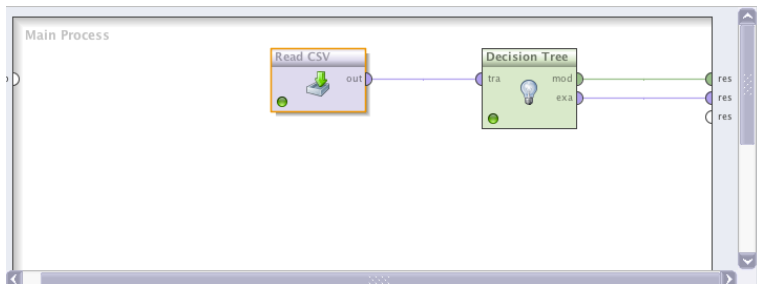 Main Process
Read CSV
out
Decision Tree
tra
mod
exa
res
res
res